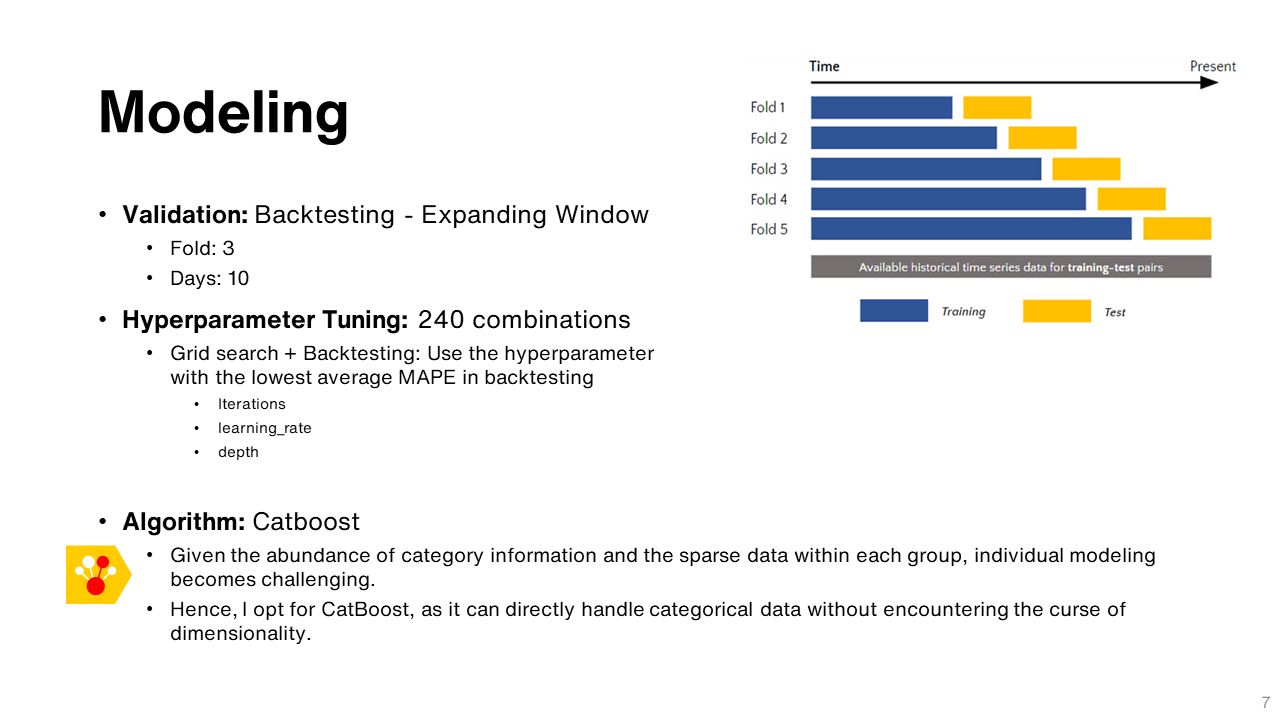 Modeling
• Validation: Backtesting - Expanding Window
• Fold: 3
• Days: 10
• Hyperparameter Tuning: 240 combinations
• Grid search + Backtesting: Use the hyperparameter
with the lowest average MAPE in backtesting
• Iterations
• learning_rate
• depth
• Algorithm: Catboost
• Given the abundance of category information and the sparse data within each group, individual modeling
becomes challenging.
• Hence, I opt for CatBoost, as it can directly handle categorical data without encountering the curse of
dimensionality.
Time Present
Fold 1
Fold 2
Fold 3
Fold 4
Fold 5
Available historical time series data for training-test pairs
Training Test
7